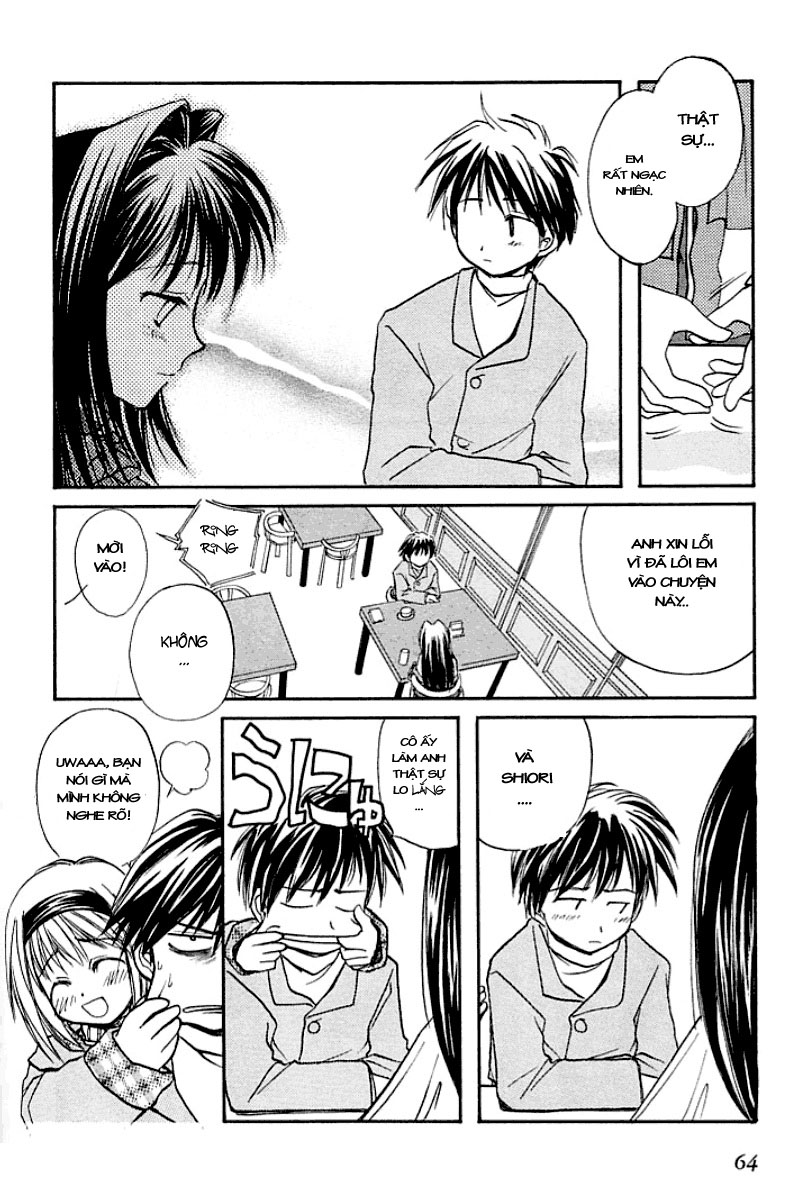 THẬT
SỰ...
EM
RẤT NGẠC
NHIÊN.
ANH XIN LỖI
VÌ ĐÃ LÔI EM
VÀO CHUYỆN
NÀY...
RING
RING
MỜI
VÀO!
KHÔNG
...
VÀ
SHIORI
....
CÔ ẤY
LÀM ANH
THẬT SỰ
LO LẮNG
...
うにゅ
UWAAA, BẠN
NÓI GÌ MÀ
MÌNH KHÔNG
NGHE RÕ!
64